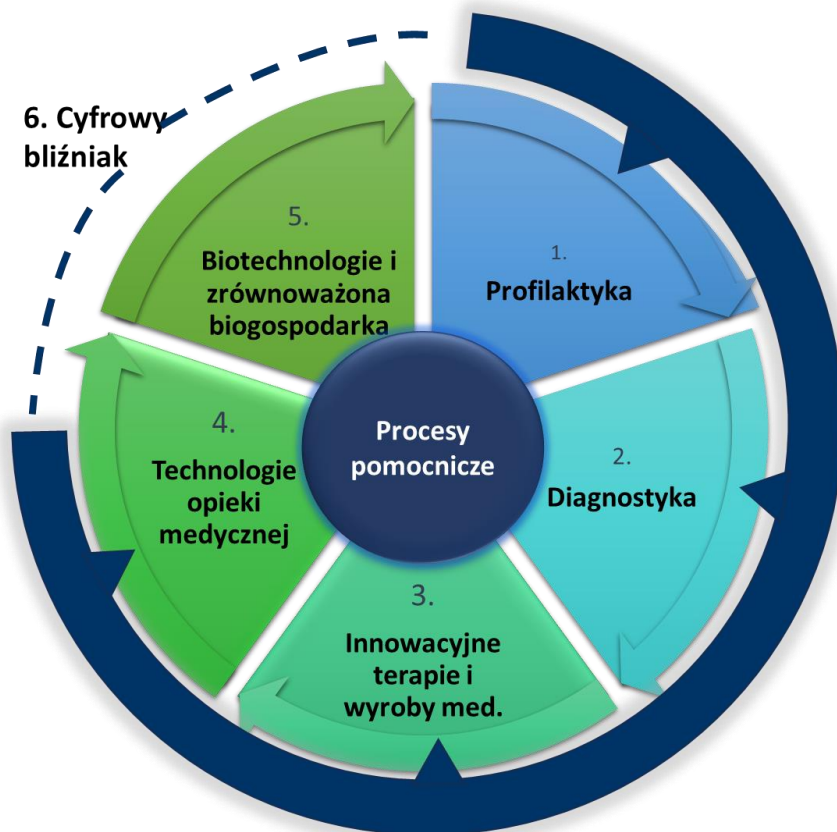 6. Cyfrowy
bliźniak
1.
Profilaktyka
2.
Diagnostyka
3.
Innowacyjne
terapie i
wyroby med.
4.
Technologie
opieki
medycznej
5.
Biotechnologie i
zrównoważona
biogospodarka
Procesy
pomocnicze